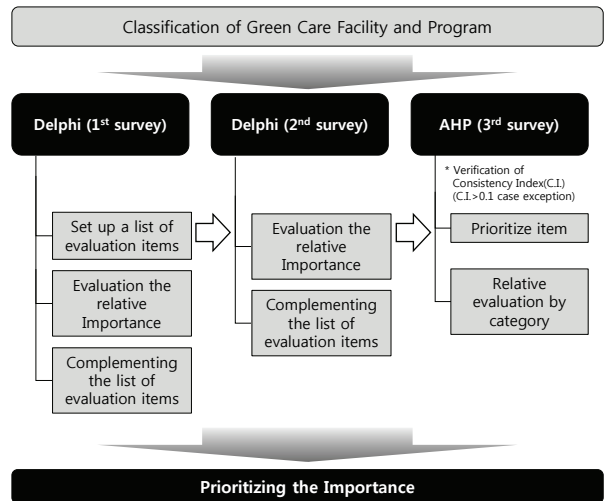 Classification of Green Care Facility and Program
Delphi (1st survey)
Set up a list of
evaluation items
Evaluation the
relative
Importance
Complementing
the list of
evaluation items
Delphi (2nd survey)
Evaluation the
relative
Importance
Complementing
the list of
evaluation items
AHP (3rd survey)
* Verification of
Consistency Index(C.I.)
(C.I.>0.1 case exception)
Prioritize item
Relative
evaluation by
category
Prioritizing the Importance